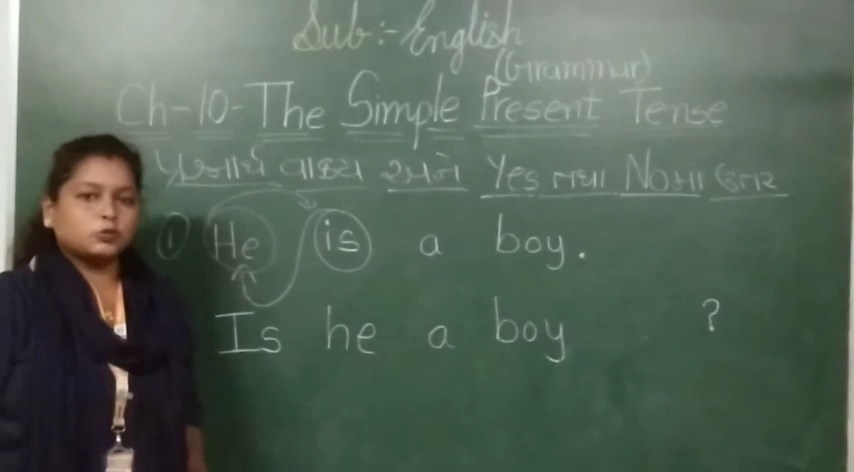 Sub:- English
(Grammar)
Ch-10-The Simple Present Tense
પ્રશ્નાર્થ વાક્ય અને Yes તથા Noમાં ઉત્તર
① He is a boy.
Is he a boy ?